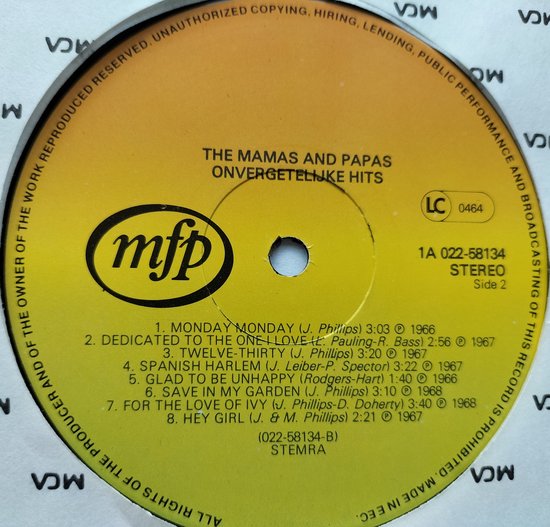 ALL RIGHTS OF THE PRODUCER AND OF THE OWNER OF THE WORK REPRODUCED RESERVED. UNAUTHORIZED COPYING, HIRING, LENDING, PUBLIC PERFORMANCE AND BROADCASTING OF THIS RECORD IS PROHIBITED. MADE IN EEC.
THE MAMAS AND PAPAS
ONVERGETELIJKE HITS
mfp
LC 0464
1A 022-58134
STEREO
Side 2
1. MONDAY MONDAY (J. Phillips) 3:03 ℗ 1966
2. DEDICATED TO THE ONE I LOVE (L. Pauling-R. Bass) 2:56 ℗ 1967
3. TWELVE-THIRTY (J. Phillips) 3:20 ℗ 1967
4. SPANISH HARLEM (J. Leiber-P. Spector) 3:22 ℗ 1967
5. GLAD TO BE UNHAPPY (Rodgers-Hart) 1:40 ℗ 1966
6. SAVE IN MY GARDEN (J. Phillips) 3:10 ℗ 1968
7. FOR THE LOVE OF IVY (J. Phillips-D. Doherty) 3:40 ℗ 1968
8. HEY GIRL (J. & M. Phillips) 2:21 ℗ 1967
(022-58134-B)
STEMRA
MCA
MCA
MCA
MCA